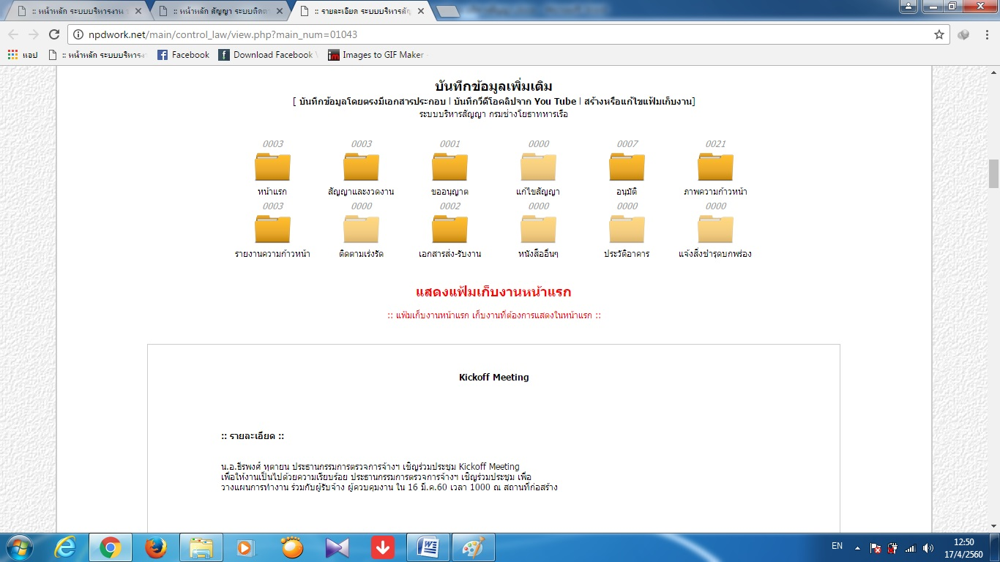 :: หน้าหลัก ระบบบริหารงาน
:: หน้าหลัก สัญญา ระบบติดตา
:: รายละเอียด ระบบบริหารสัญ
npdwork.net/main/control_law/view.php?main_num=01043
แอป
:: หน้าหลัก ระบบบริหารง
Facebook
Download Facebook
Images to GIF Maker
บันทึกข้อมูลเพิ่มเติม
[ บันทึกข้อมูลโดยตรงมีเอกสารประกอบ | บันทึกวีดีโอคลิปจาก You Tube | สร้างหรือแก้ไขแฟ้มเก็บงาน]
ระบบบริหารสัญญา กรมช่างโยธาทหารเรือ
0003 0003 0001 0000 0007 0021
หน้าแรก สัญญาและงวดงาน ขออนุญาต แก้ไขสัญญา อนุมัติ ภาพความก้าวหน้า
0003 0000 0002 0000 0000 0000
รายงานความก้าวหน้า ติดตามเร่งรัด เอกสารส่ง-รับงาน หนังสืออื่นๆ ประวัติอาคาร แจ้งสิ่งชำรุดบกพร่อง
แสดงแฟ้มเก็บงานหน้าแรก
:: แฟ้มเก็บงานหน้าแรก เก็บงานที่ต้องการแสดงในหน้าแรก ::
Kickoff Meeting
:: รายละเอียด ::
น.อ.ธีรพงศ์ หุตายน ประธานกรรมการตรวจการจ้างฯ เชิญร่วมประชุม Kickoff Meeting
เพื่อให้งานเป็นไปด้วยความเรียบร้อย ประธานกรรมการตรวจการจ้างฯ เชิญร่วมประชุม เพื่อ
วางแผนการทำงาน ร่วมกับผู้รับจ้าง ผู้ควบคุมงาน ใน 16 มี.ค.60 เวลา 1000 ณ สถานที่ก่อสร้าง
EN
12:50
17/4/2560